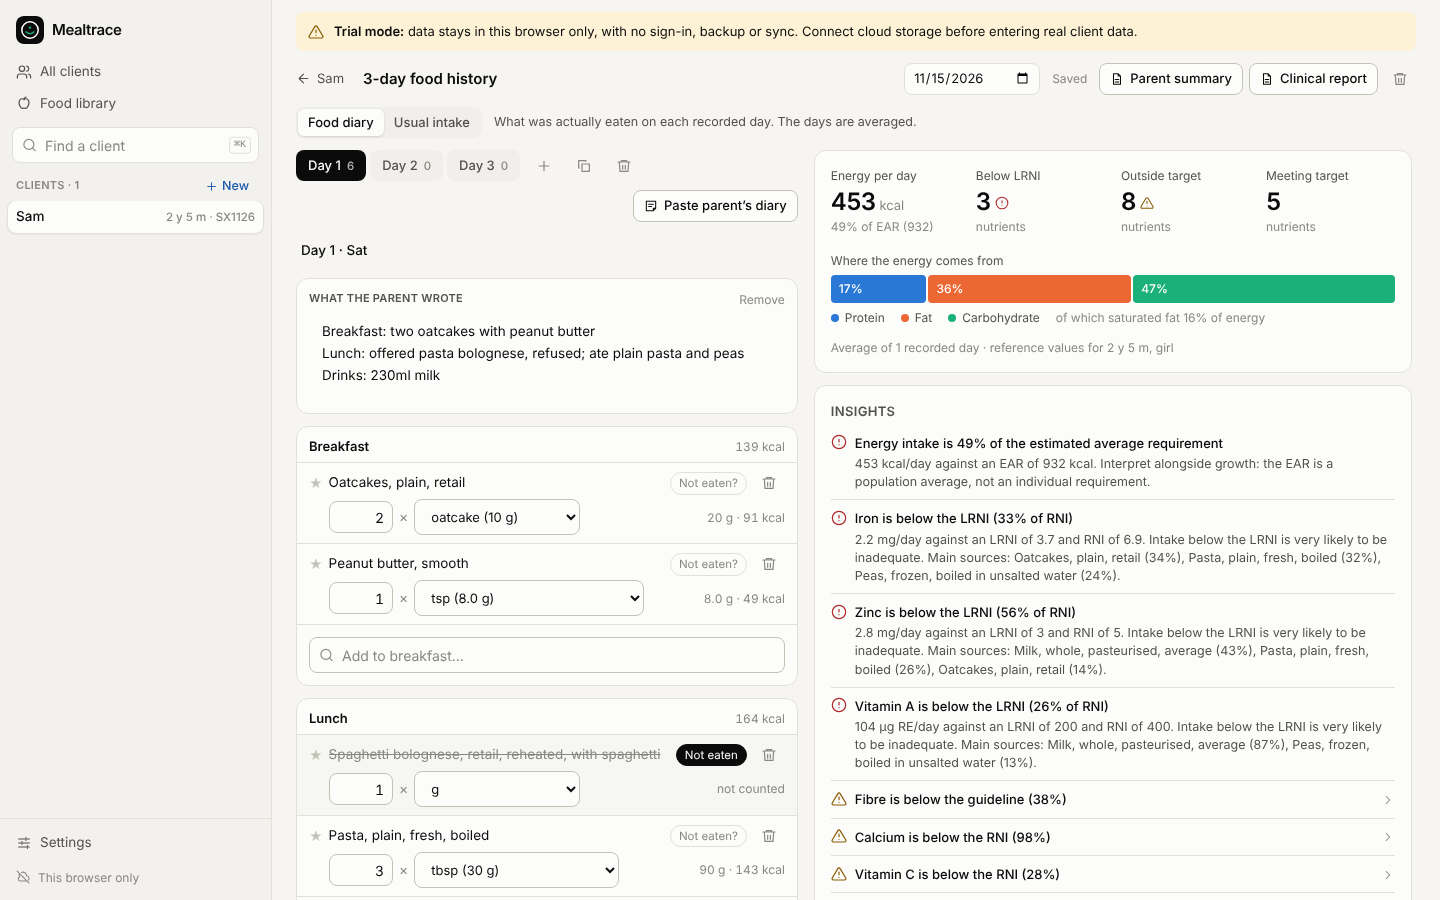 Mealtrace
All clients
Food library
Find a client
⌘K
CLIENTS · 1
+ New
Sam
2 y 5 m · SX1126
Settings
This browser only
Trial mode: data stays in this browser only, with no sign-in, backup or sync. Connect cloud storage before entering real client data.
← Sam
3-day food history
11/15/2026
Saved
Parent summary
Clinical report
Food diary
Usual intake
What was actually eaten on each recorded day. The days are averaged.
Day 1 6
Day 2 0
Day 3 0
Paste parent’s diary
Day 1 · Sat
WHAT THE PARENT WROTE
Remove
Breakfast: two oatcakes with peanut butter
Lunch: offered pasta bolognese, refused; ate plain pasta and peas
Drinks: 230ml milk
Breakfast
139 kcal
Oatcakes, plain, retail
Not eaten?
2 × oatcake (10 g)
20 g · 91 kcal
Peanut butter, smooth
Not eaten?
1 × tsp (8.0 g)
8.0 g · 49 kcal
Add to breakfast...
Lunch
164 kcal
Spaghetti bolognese, retail, reheated, with spaghetti
Not eaten
1 × g
not counted
Pasta, plain, fresh, boiled
Not eaten?
3 × tbsp (30 g)
90 g · 143 kcal
Energy per day
453 kcal
49% of EAR (932)
Below LRNI
3
nutrients
Outside target
8
nutrients
Meeting target
5
nutrients
Where the energy comes from
17%
36%
47%
Protein
Fat
Carbohydrate
of which saturated fat 16% of energy
Average of 1 recorded day · reference values for 2 y 5 m, girl
INSIGHTS
Energy intake is 49% of the estimated average requirement
453 kcal/day against an EAR of 932 kcal. Interpret alongside growth: the EAR is a
population average, not an individual requirement.
Iron is below the LRNI (33% of RNI)
2.2 mg/day against an LRNI of 3.7 and RNI of 6.9. Intake below the LRNI is very likely to be
inadequate. Main sources: Oatcakes, plain, retail (34%), Pasta, plain, fresh, boiled (32%),
Peas, frozen, boiled in unsalted water (24%).
Zinc is below the LRNI (56% of RNI)
2.8 mg/day against an LRNI of 3 and RNI of 5. Intake below the LRNI is very likely to be
inadequate. Main sources: Milk, whole, pasteurised, average (43%), Pasta, plain, fresh,
boiled (26%), Oatcakes, plain, retail (14%).
Vitamin A is below the LRNI (26% of RNI)
104 µg RE/day against an LRNI of 200 and RNI of 400. Intake below the LRNI is very likely
to be inadequate. Main sources: Milk, whole, pasteurised, average (87%), Peas, frozen,
boiled in unsalted water (13%).
Fibre is below the guideline (38%)
Calcium is below the RNI (98%)
Vitamin C is below the RNI (28%)